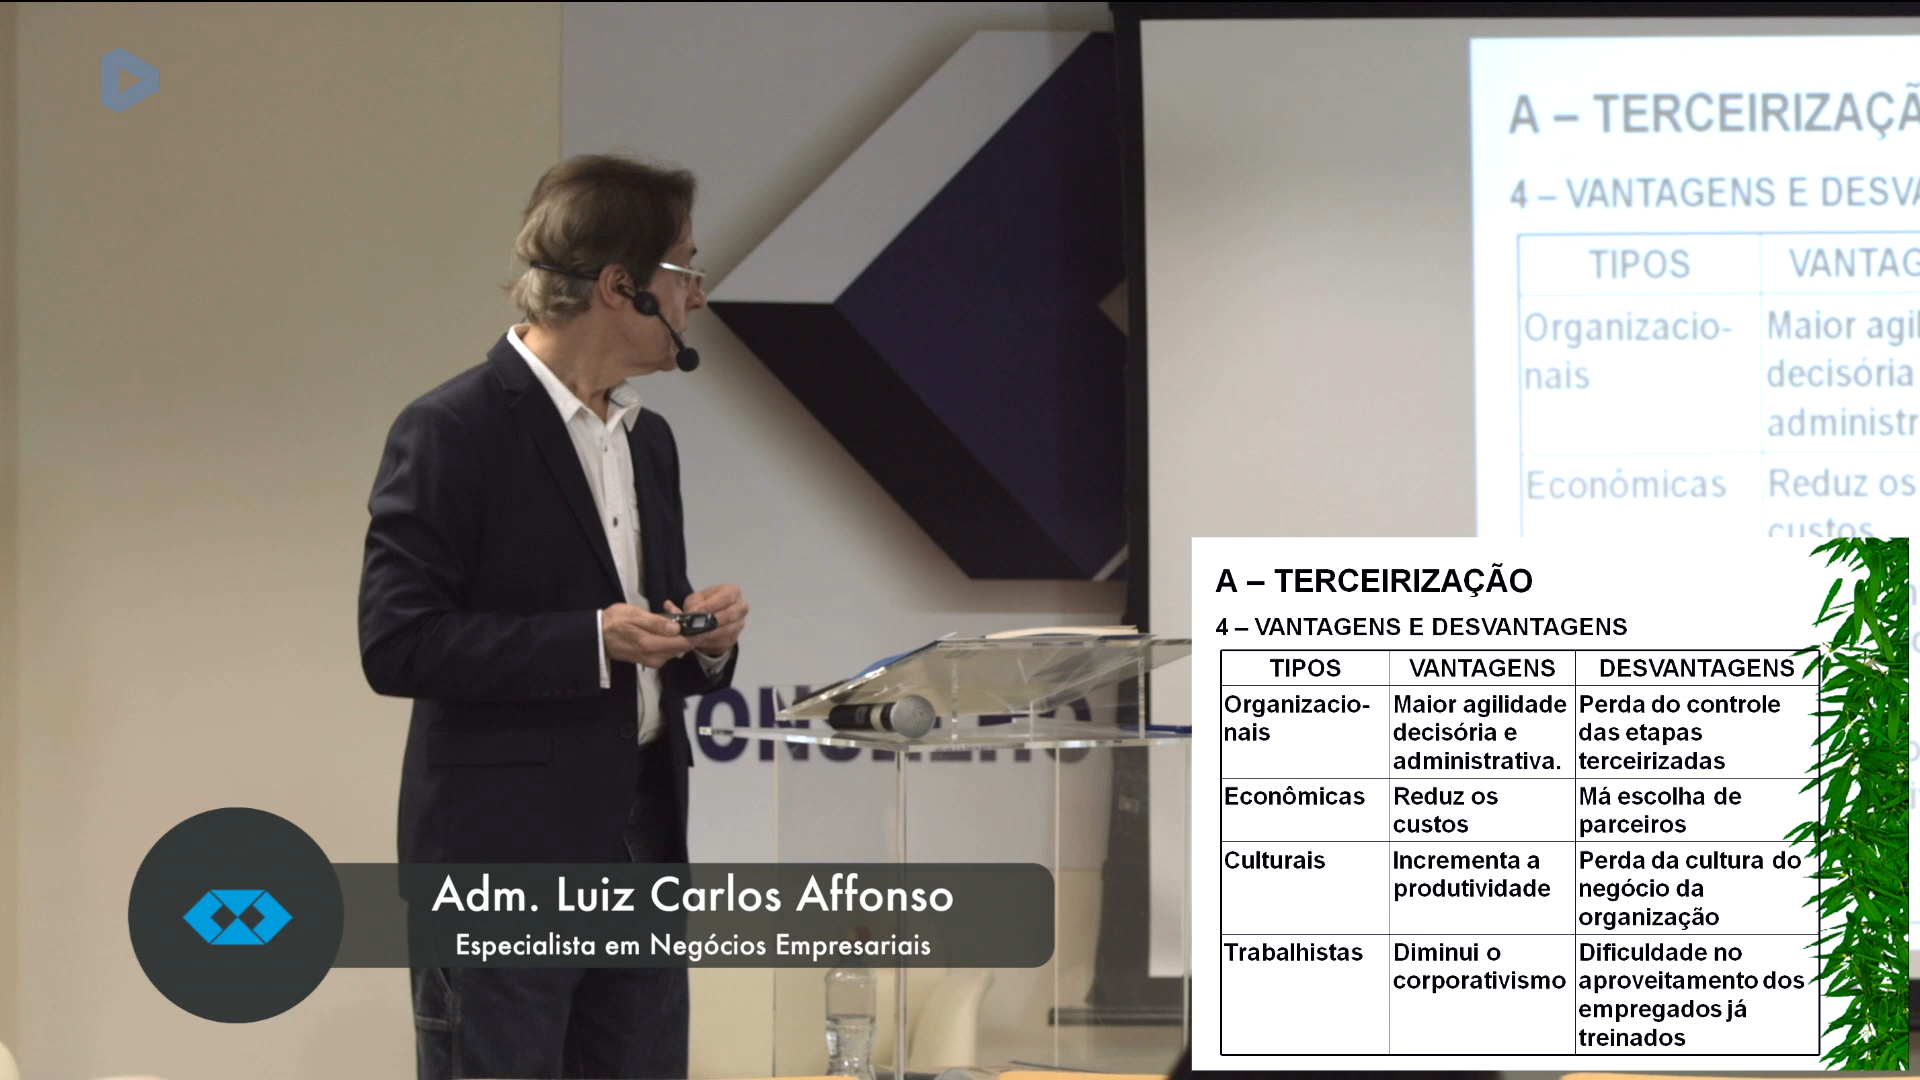 A – TERCEIRIZAÇÃ
4 – VANTAGENS E DESV
TIPOS
VANTAG
Organizacio-
nais
Maior agil
decisória
administr
Econômicas
Reduz os
custos
A – TERCEIRIZAÇÃO
4 – VANTAGENS E DESVANTAGENS
TIPOS
VANTAGENS
DESVANTAGENS
Organizacio-
nais
Maior agilidade
decisória e
administrativa.
Perda do controle
das etapas
terceirizadas
Econômicas
Reduz os
custos
Má escolha de
parceiros
Culturais
Incrementa a
produtividade
Perda da cultura do
negócio da
organização
Trabalhistas
Diminui o
corporativismo
Dificuldade no
aproveitamento dos
empregados já
treinados
Adm. Luiz Carlos Affonso
Especialista em Negócios Empresariais